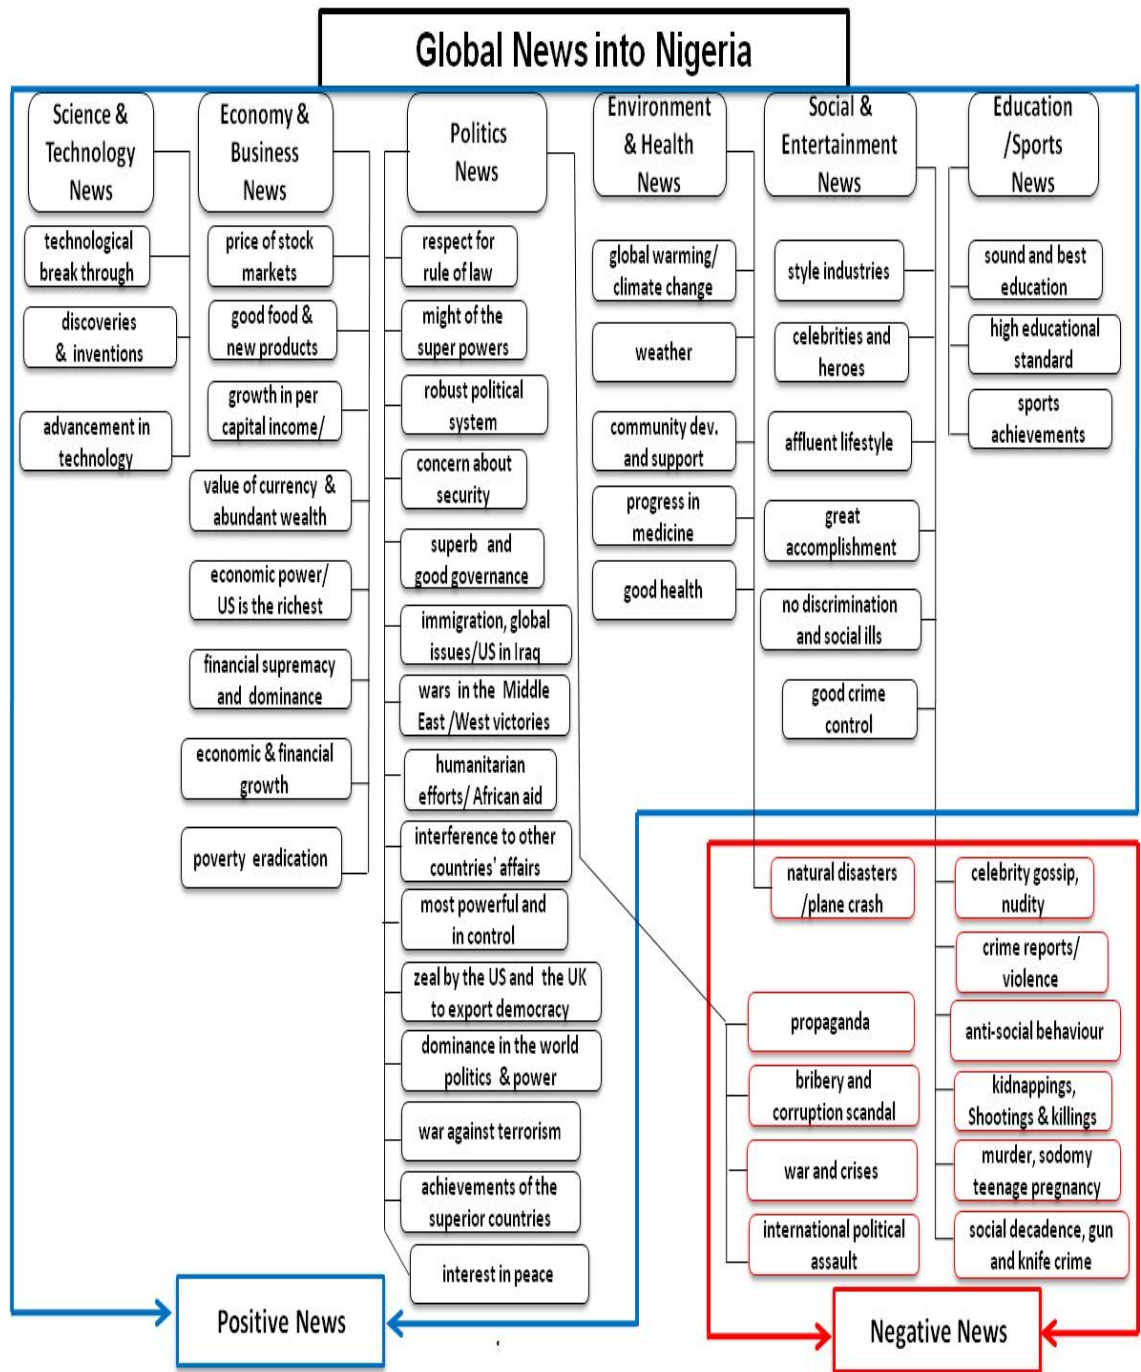 Global News into Nigeria
Science &
Technology
News
technological
break through
discoveries
& inventions
advancement in
technology
Economy &
Business
News
price of stock
markets
good food &
new products
growth in per
capital income/
value of currency &
abundant wealth
economic power/
US is the richest
financial supremacy
and dominance
economic & financial
growth
poverty eradication
Politics
News
respect for
rule of law
might of the
super powers
robust political
system
concern about
security
superb and
good governance
immigration, global
issues/US in Iraq
wars in the Middle
East /West victories
humanitarian
efforts/ African aid
interference to other
countries' affairs
most powerful and
in control
zeal by the US and the UK
to export democracy
dominance in the world
politics & power
war against terrorism
achievements of the
superior countries
interest in peace
Environment
& Health
News
global warming/
climate change
weather
community dev.
and support
progress in
medicine
good health
Social &
Entertainment
News
style industries
celebrities and
heroes
affluent lifestyle
great
accomplishment
no discrimination
and social ills
good crime
control
Education
/Sports
News
sound and best
education
high educational
standard
sports
achievements
natural disasters
/plane crash
propaganda
bribery and
corruption scandal
war and crises
international political
assault
celebrity gossip,
nudity
crime reports/
violence
anti-social behaviour
kidnappings,
Shootings & killings
murder, sodomy
teenage pregnancy
social decadence, gun
and knife crime
Positive News
Negative News